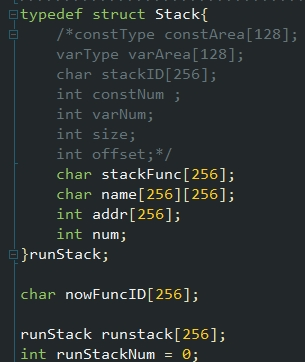 typedef struct Stack{
/*constType constArea[128];
varType varArea[128];
char stackID[256];
int constNum ;
int varNum;
int size;
int offset;*/
char stackFunc[256];
char name[256][256];
int addr[256];
int num;
}runStack;
char nowFuncID[256];
runStack runstack[256];
int runStackNum = 0;